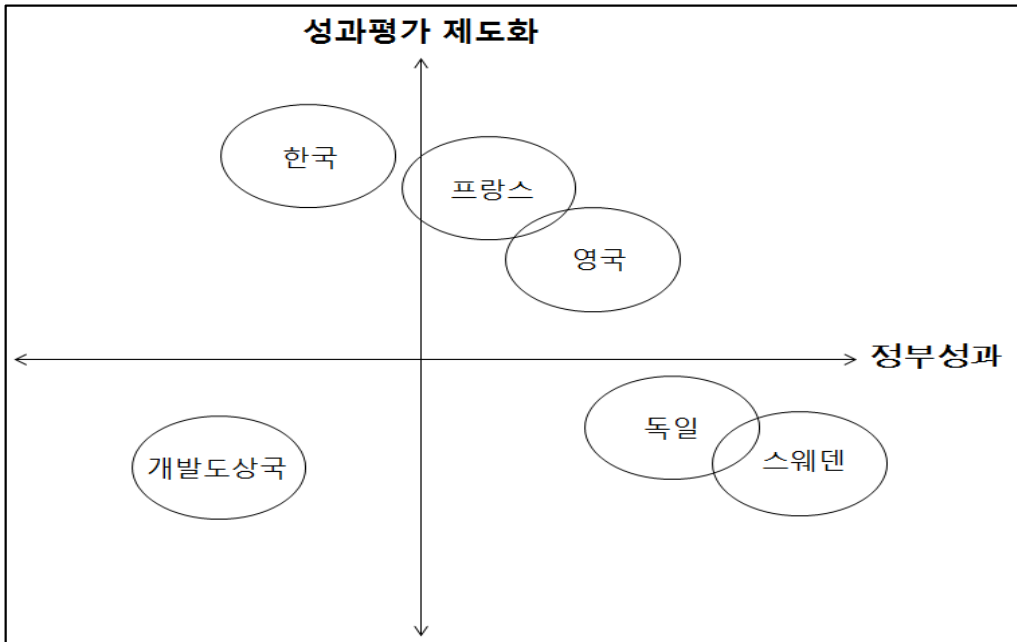 성과평가 제도화
한국
프랑스
영국
정부성과
독일
스웨덴
개발도상국